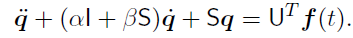 q̈ + (αI + βS)q̇ + Sq = Uᵀf(t).